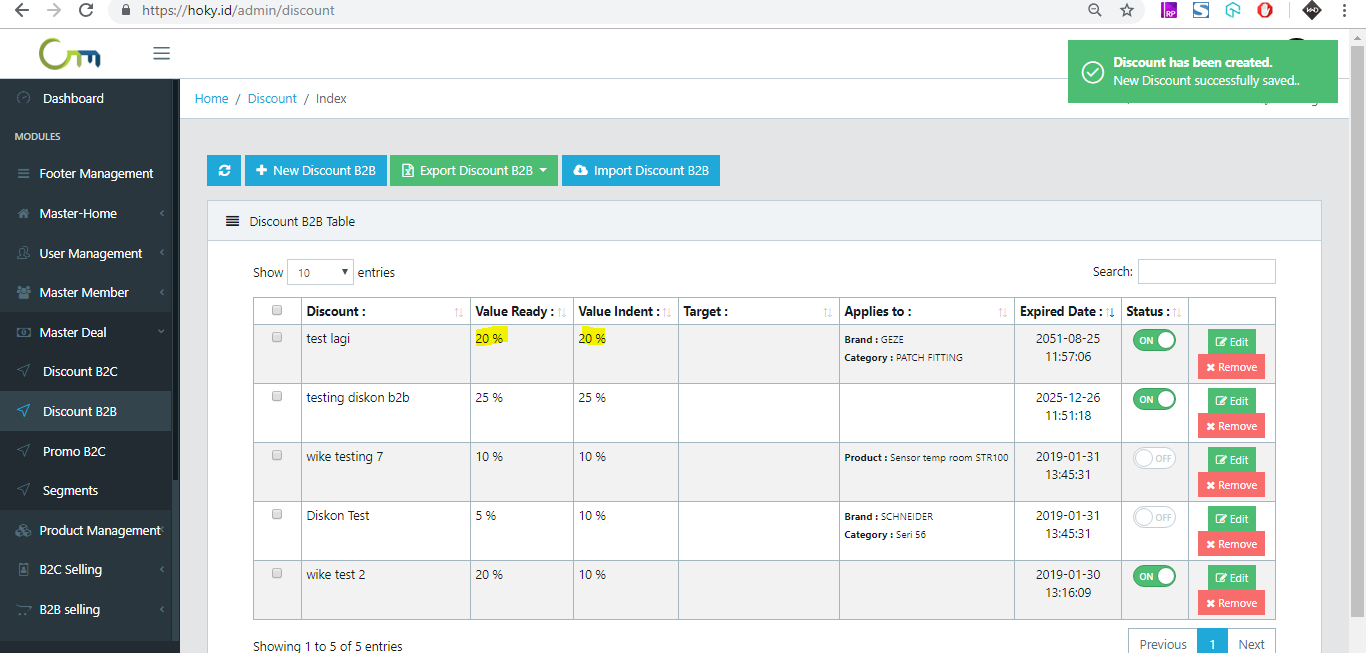 https://hoky.id/admin/discount
Discount has been created.
New Discount successfully saved..
Dashboard
MODULES
Footer Management
Master-Home
User Management
Master Member
Master Deal
Discount B2C
Discount B2B
Promo B2C
Segments
Product Management
B2C Selling
B2B selling
Home / Discount / Index
New Discount B2B Export Discount B2B Import Discount B2B
Discount B2B Table
Show 10 entries Search:
Discount : Value Ready : Value Indent : Target : Applies to : Expired Date : Status :
test lagi 20 % 20 % Brand : GEZE 2051-08-25 ON Edit
Category : PATCH FITTING 11:57:06 Remove
testing diskon b2b 25 % 25 % 2025-12-26 ON Edit
11:51:18 Remove
wike testing 7 10 % 10 % Product : Sensor temp room STR100 2019-01-31 OFF Edit
13:45:31 Remove
Diskon Test 5 % 10 % Brand : SCHNEIDER 2019-01-31 OFF Edit
Category : Seri 56 13:45:31 Remove
wike test 2 20 % 10 % 2019-01-30 ON Edit
13:16:09 Remove
Showing 1 to 5 of 5 entries Previous 1 Next